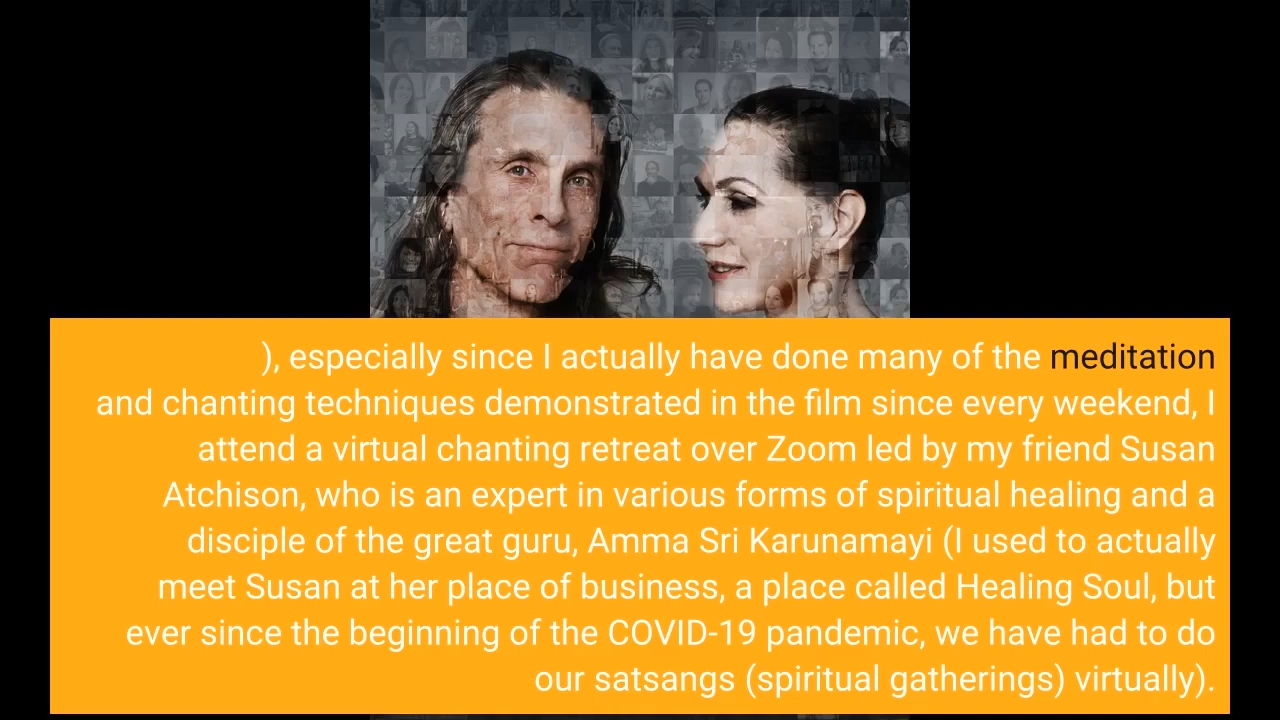 ), especially since I actually have done many of the meditation
and chanting techniques demonstrated in the film since every weekend, I
attend a virtual chanting retreat over Zoom led by my friend Susan
Atchison, who is an expert in various forms of spiritual healing and a
disciple of the great guru, Amma Sri Karunamayi (I used to actually
meet Susan at her place of business, a place called Healing Soul, but
ever since the beginning of the COVID-19 pandemic, we have had to do
our satsangs (spiritual gatherings) virtually).